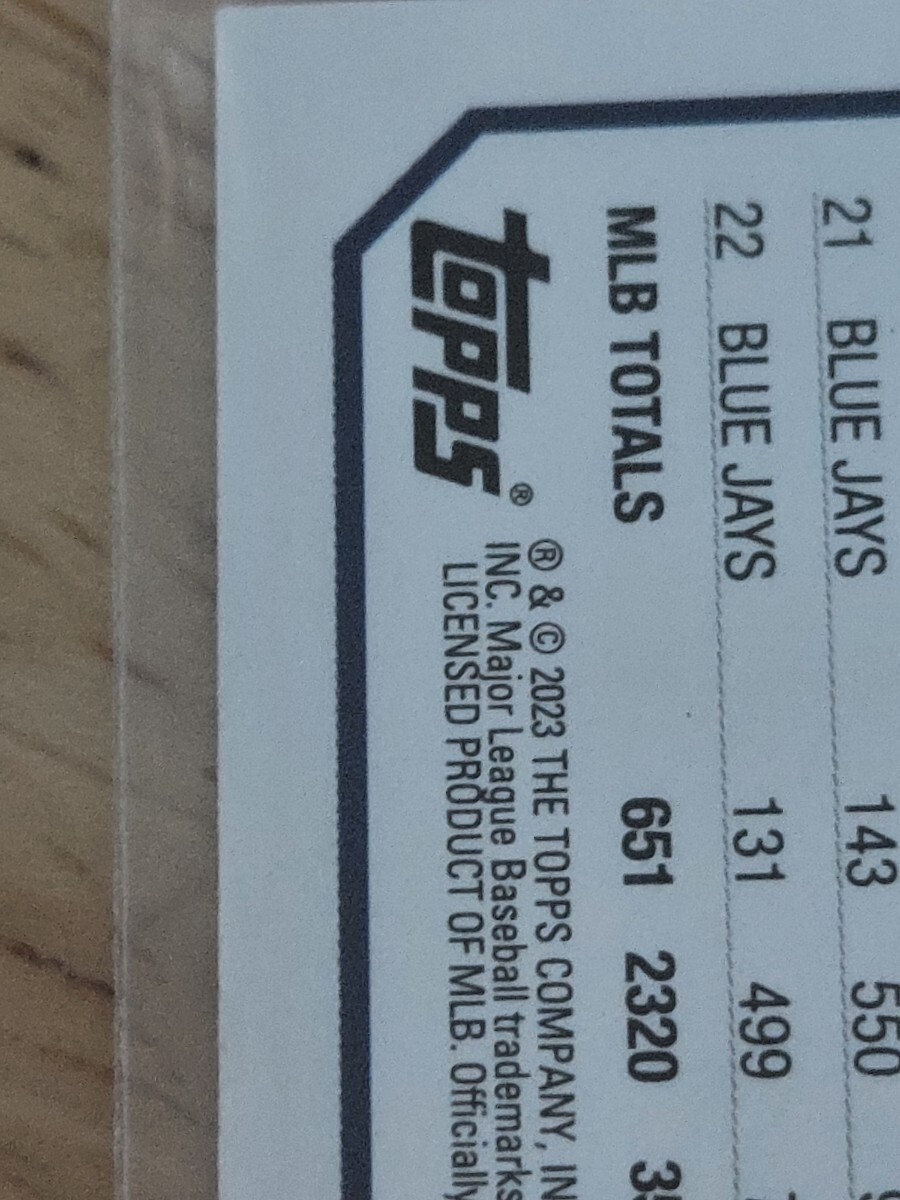 21 BLUE JAYS 143 550
22 BLUE JAYS 131 499
MLB TOTALS 651 2320
topps®
® & © 2023 THE TOPPS COMPANY,
INC. Major League Baseball trademarks
LICENSED PRODUCT OF MLB. Officially